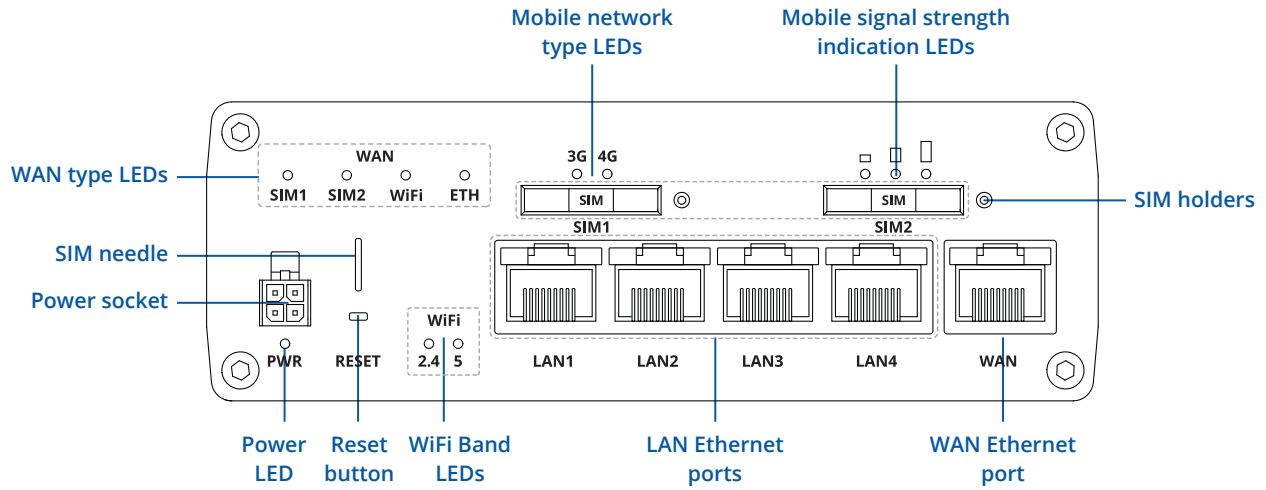 Mobile network
type LEDs
Mobile signal strength
indication LEDs
WAN type LEDs
WAN
SIM1 SIM2 WiFi ETH
3G 4G
SIM
SIM1
SIM
SIM2
SIM holders
SIM needle
Power socket
PWR
RESET
WiFi
2.4 5
LAN1 LAN2 LAN3 LAN4 WAN
Power
LED
Reset
button
WiFi Band
LEDs
LAN Ethernet
ports
WAN Ethernet
port